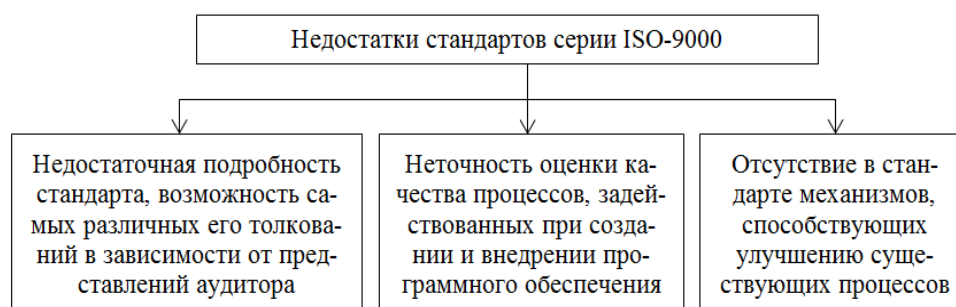 Недостатки стандартов серии ISO-9000
Недостаточная подробность
стандарта, возможность са-
мых различных его толкова-
ний в зависимости от пред-
ставлений аудитора
Неточность оценки ка-
чества процессов, задей-
ствованных при созда-
нии и внедрении про-
граммного обеспечения
Отсутствие в стан-
дарте механизмов,
способствующих
улучшению суще-
ствующих процессов